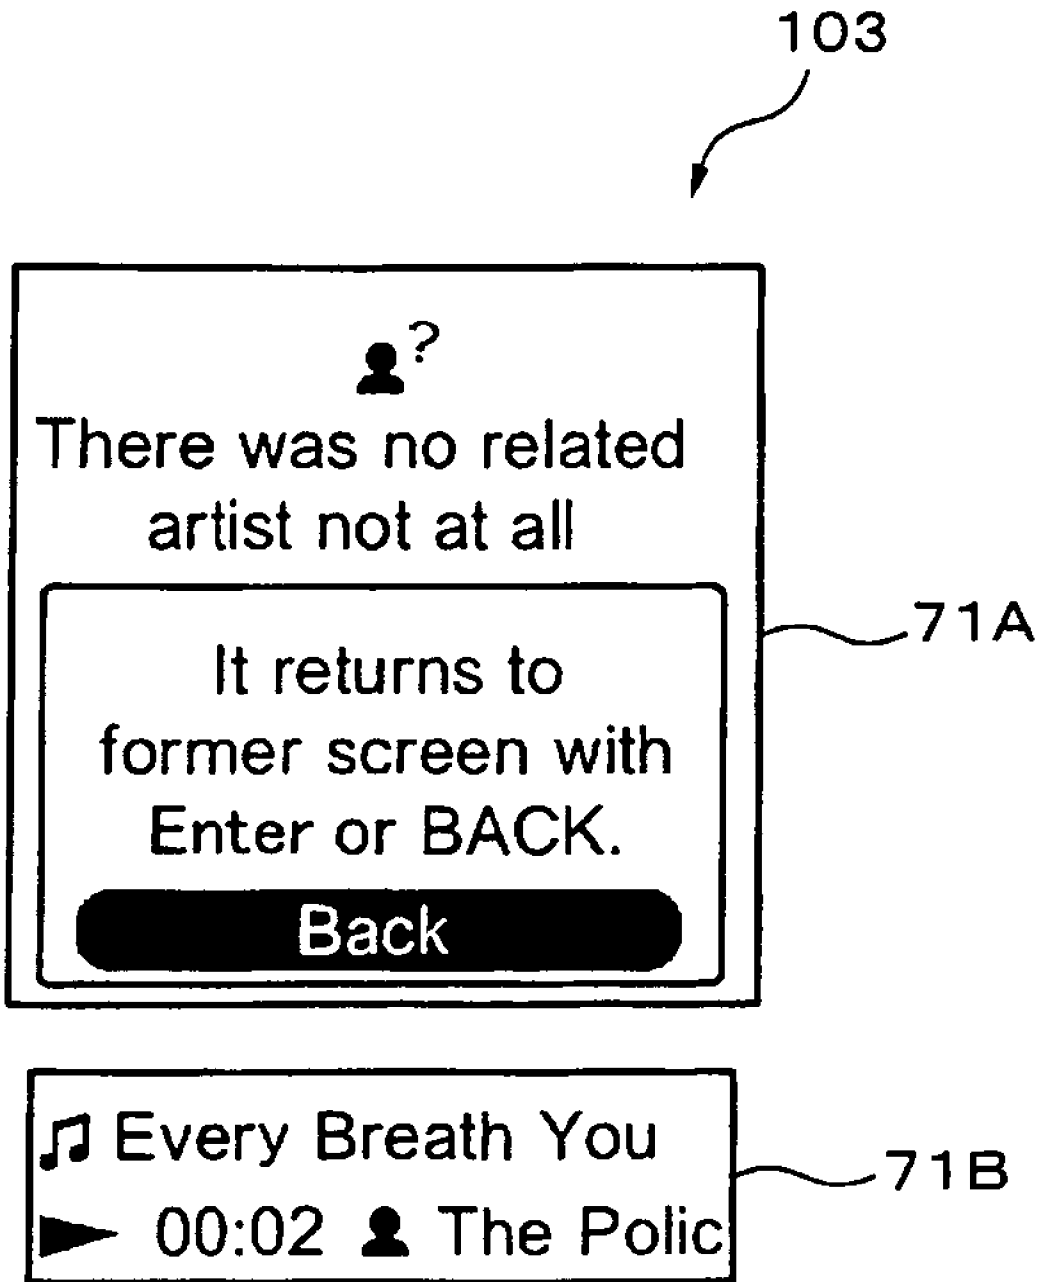 103
?
There was no related
artist not at all
It returns to
former screen with
Enter or BACK.
Back
71A
Every Breath You
00:02 The Polic
71B